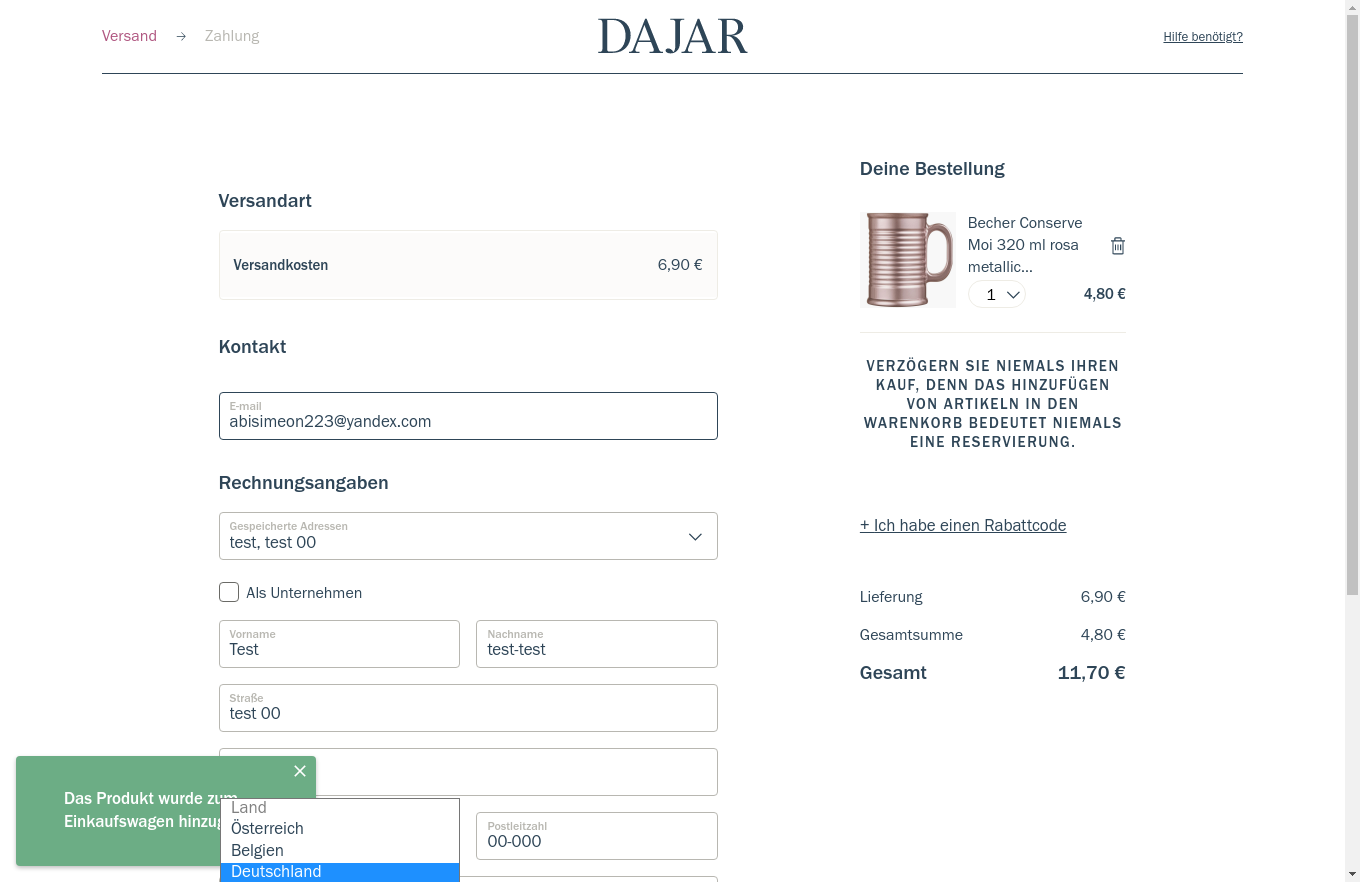 Versand → Zahlung
DAJAR
Hilfe benötigt?
Versandart
Versandkosten 6,90 €
Kontakt
E-mail
abisimeon223@yandex.com
Rechnungsangaben
Gespeicherte Adressen
test, test 00
Als Unternehmen
Vorname
Test
Nachname
test-test
Straße
test 00
Das Produkt wurde zum
Einkaufswagen hinzug
Land
Österreich
Belgien
Deutschland
Postleitzahl
00-000
Deine Bestellung
Becher Conserve
Moi 320 ml rosa
metallic...
1
4,80 €
VERZÖGERN SIE NIEMALS IHREN
KAUF, DENN DAS HINZUFÜGEN
VON ARTIKELN IN DEN
WARENKORB BEDEUTET NIEMALS
EINE RESERVIERUNG.
+ Ich habe einen Rabattcode
Lieferung 6,90 €
Gesamtsumme 4,80 €
Gesamt 11,70 €